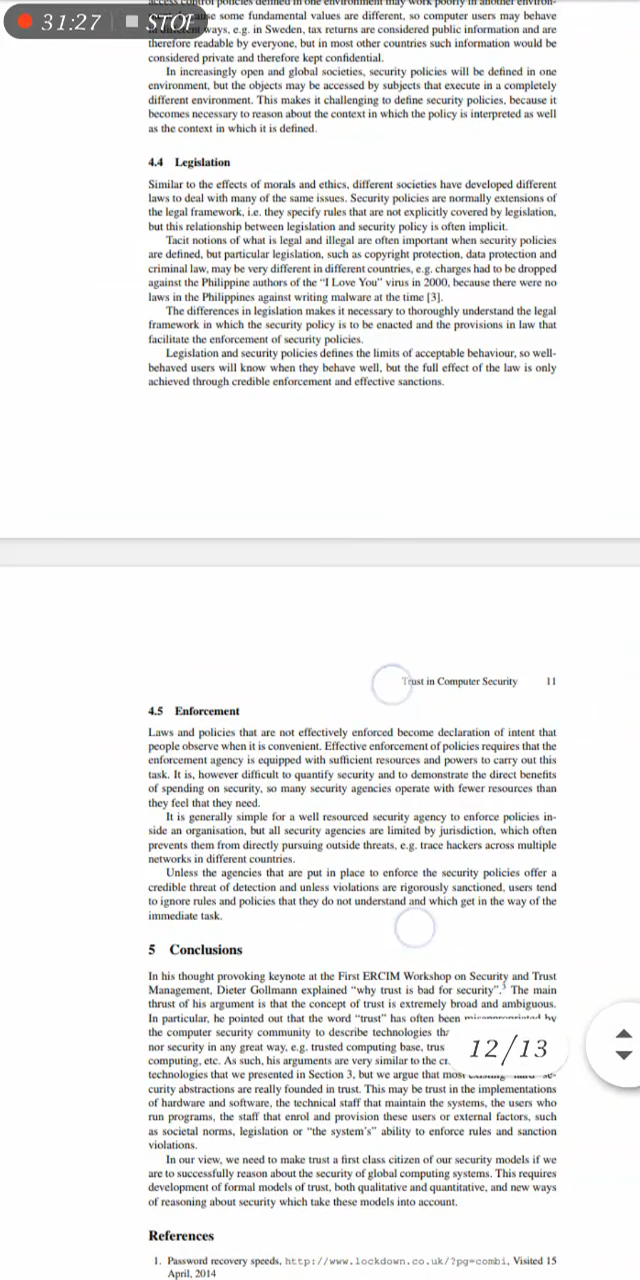 access control policies defined in one environment may work poorly in another environ-
31:27 STOP
some fundamental values are different, so computer users may behave
ways, e.g. in Sweden, tax returns are considered public information and are
therefore readable by everyone, but in most other countries such information would be
considered private and therefore kept confidential.
In increasingly open and global societies, security policies will be defined in one
environment, but the objects may be accessed by subjects that execute in a completely
different environment. This makes it challenging to define security policies, because it
becomes necessary to reason about the context in which the policy is interpreted as well
as the context in which it is defined.
4.4 Legislation
Similar to the effects of morals and ethics, different societies have developed different
laws to deal with many of the same issues. Security policies are normally extensions of
the legal framework, i.e. they specify rules that are not explicitly covered by legislation,
but this relationship between legislation and security policy is often implicit.
Tacit notions of what is legal and illegal are often important when security policies
are defined, but particular legislation, such as copyright protection, data protection and
criminal law, may be very different in different countries, e.g. charges had to be dropped
against the Philippine authors of the “I Love You” virus in 2000, because there were no
laws in the Philippines against writing malware at the time [3].
The differences in legislation makes it necessary to thoroughly understand the legal
framework in which the security policy is to be enacted and the provisions in law that
facilitate the enforcement of security policies.
Legislation and security policies defines the limits of acceptable behaviour, so well-
behaved users will know when they behave well, but the full effect of the law is only
achieved through credible enforcement and effective sanctions.
Trust in Computer Security 11
4.5 Enforcement
Laws and policies that are not effectively enforced become declaration of intent that
people observe when it is convenient. Effective enforcement of policies requires that the
enforcement agency is equipped with sufficient resources and powers to carry out this
task. It is, however difficult to quantify security and to demonstrate the direct benefits
of spending on security, so many security agencies operate with fewer resources than
they feel that they need.
It is generally simple for a well resourced security agency to enforce policies in-
side an organisation, but all security agencies are limited by jurisdiction, which often
prevents them from directly pursuing outside threats, e.g. trace hackers across multiple
networks in different countries.
Unless the agencies that are put in place to enforce the security policies offer a
credible threat of detection and unless violations are rigorously sanctioned, users tend
to ignore rules and policies that they do not understand and which get in the way of the
immediate task.
5 Conclusions
In his thought provoking keynote at the First ERCIM Workshop on Security and Trust
Management, Dieter Gollmann explained “why trust is bad for security”.⁵ The main
thrust of his argument is that the concept of trust is extremely broad and ambiguous.
In particular, he pointed out that the word “trust” has often been by
the computer security community to describe technologies
nor security in any great way, e.g. trusted computing base,
12/13
computing, etc. As such, his arguments are very similar to the
technologies that we presented in Section 3, but we argue that se-
curity abstractions are really founded in trust. This may be trust in the implementations
of hardware and software, the technical staff that maintain the systems, the users who
run programs, the staff that enrol and provision these users or external factors, such
as societal norms, legislation or “the system's” ability to enforce rules and sanction
violations.
In our view, we need to make trust a first class citizen of our security models if we
are to successfully reason about the security of global computing systems. This requires
development of formal models of trust, both qualitative and quantitative, and new ways
of reasoning about security which take these models into account.
References
1. Password recovery speeds, http://www.lockdown.co.uk/?pg=combi, Visited 15
April, 2014